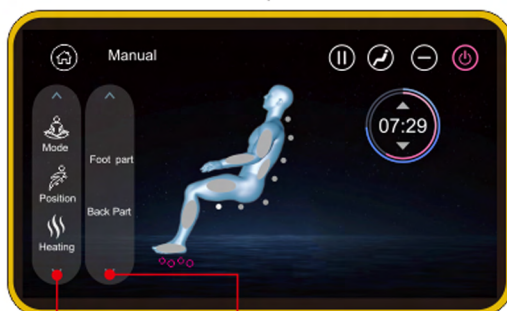 Manual
07:29
Mode
Foot part
Position
Back Part
Heating